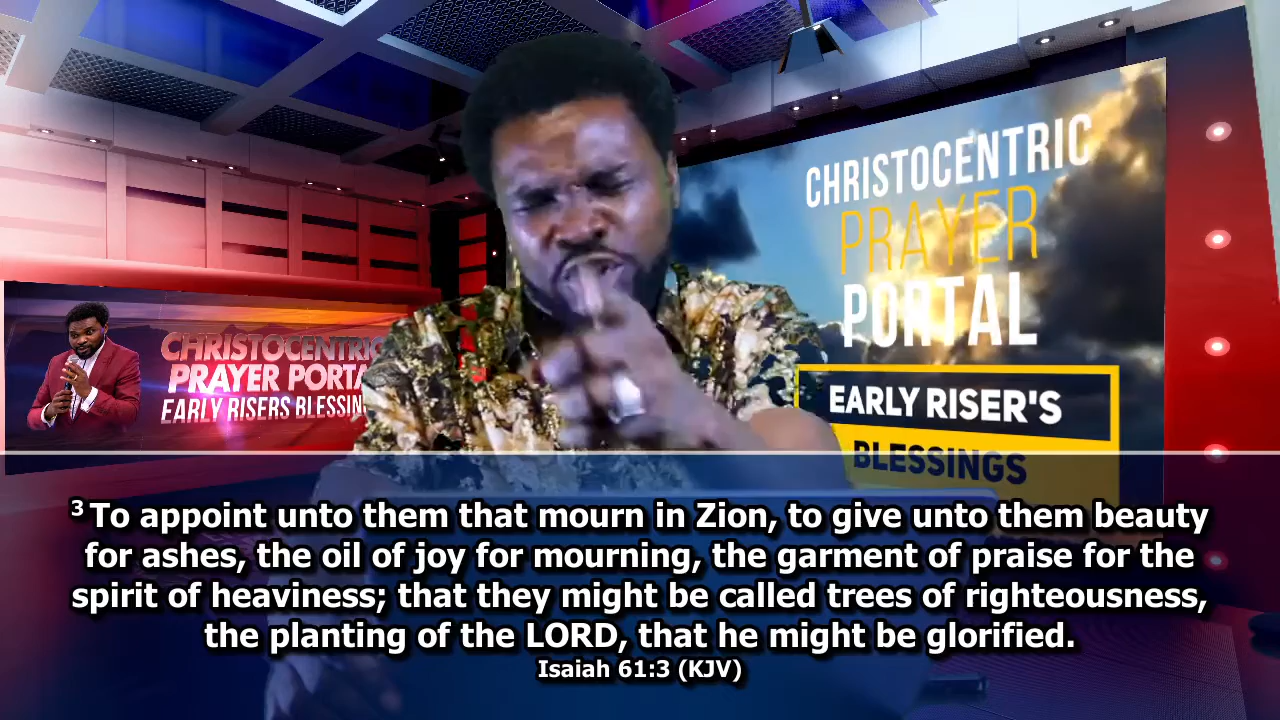 CHRISTOCENTRIC
PRAYER
PORTAL
EARLY RISER'S
BLESSINGS
CHRISTOCENTRIC
PRAYER PORTA
EARLY RISERS BLESSIN
3 To appoint unto them that mourn in Zion, to give unto them beauty
for ashes, the oil of joy for mourning, the garment of praise for the
spirit of heaviness; that they might be called trees of righteousness,
the planting of the LORD, that he might be glorified.
Isaiah 61:3 (KJV)